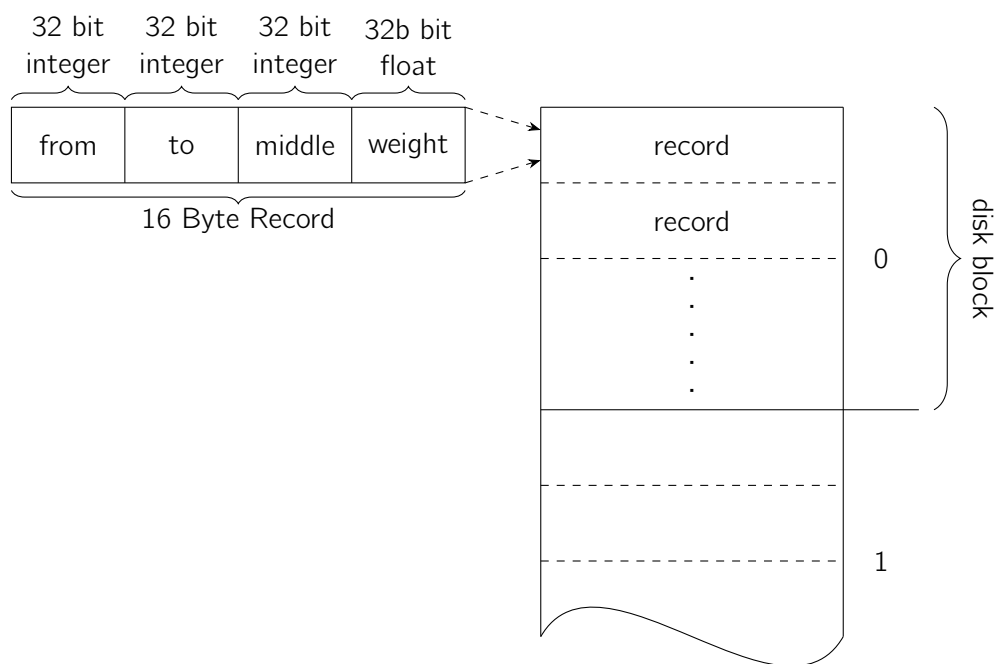 32 bit
integer
32 bit
integer
32 bit
integer
32b bit
float
from
to
middle
weight
16 Byte Record
record
record
0
disk block
1